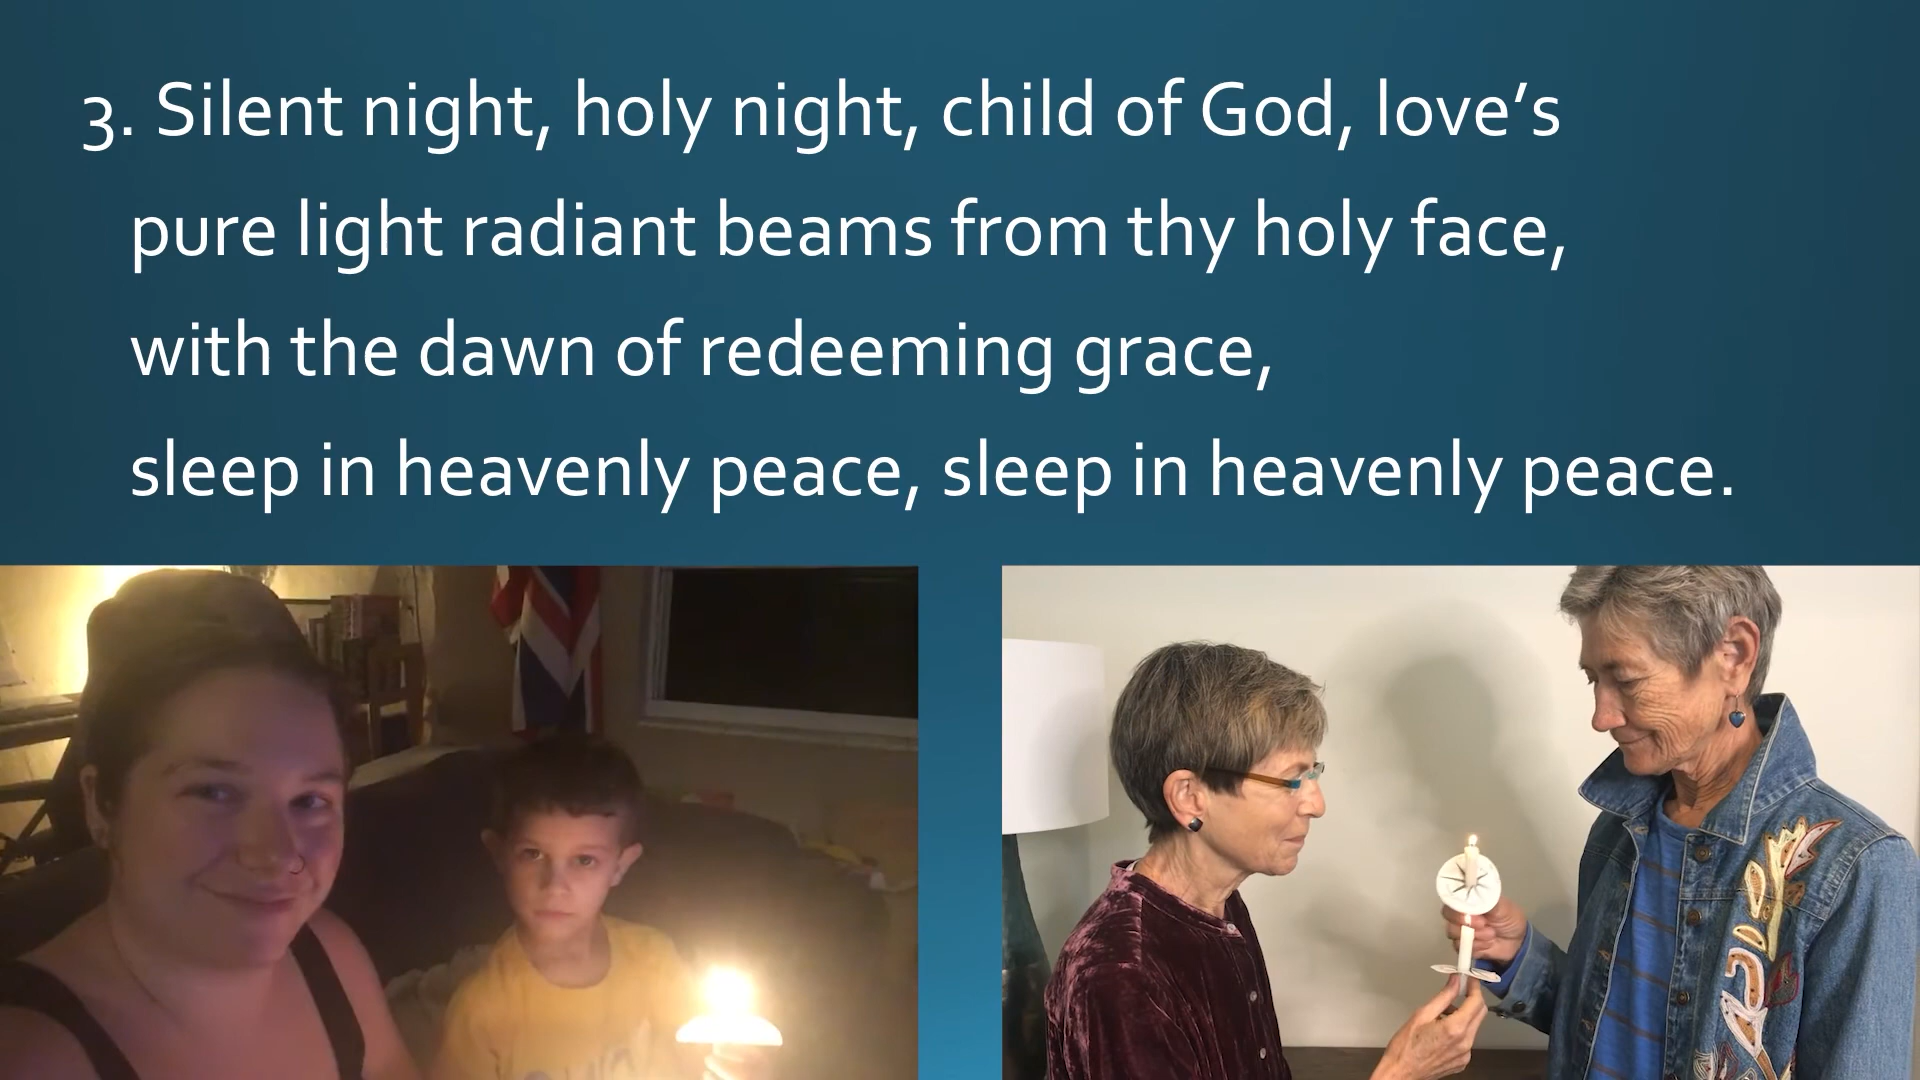 3. Silent night, holy night, child of God, love’s
pure light radiant beams from thy holy face,
with the dawn of redeeming grace,
sleep in heavenly peace, sleep in heavenly peace.